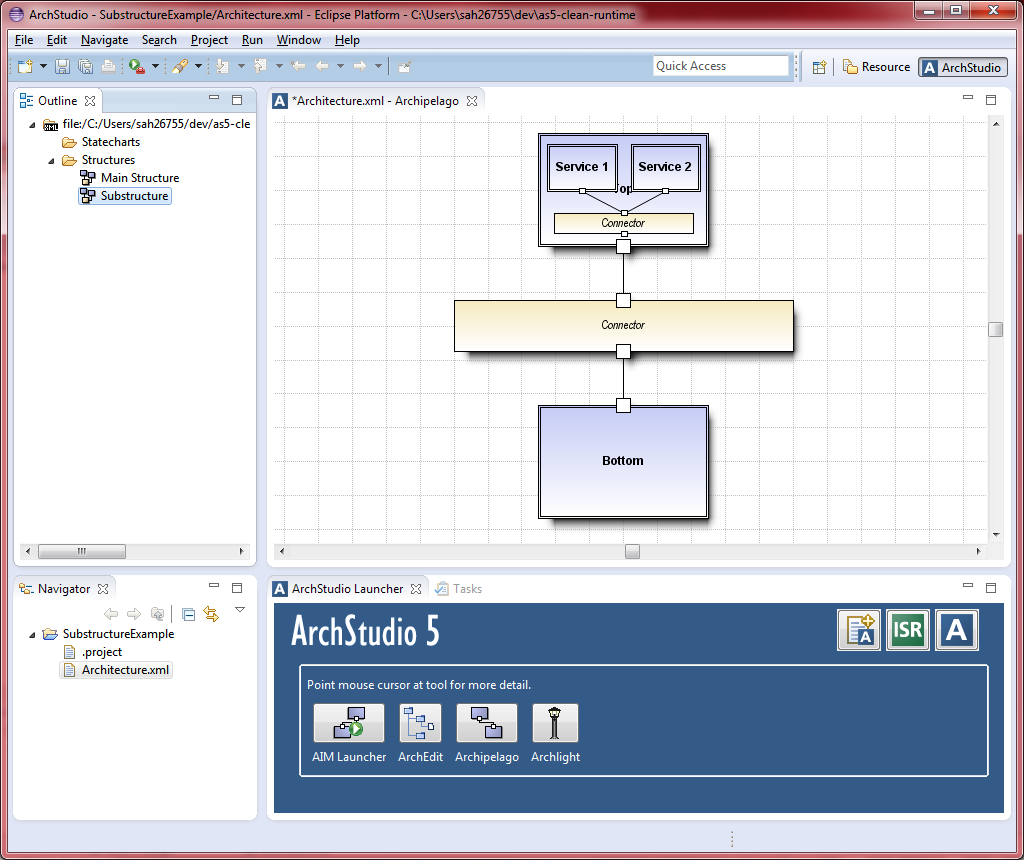 ArchStudio - SubstructureExample/Architecture.xml - Eclipse Platform - C:\Users\sah26755\dev\as5-clean-runtime
File Edit Navigate Search Project Run Window Help
Quick Access
Resource
ArchStudio
Outline
file:/C:/Users/sah26755/dev/as5-cle
Statecharts
Structures
Main Structure
Substructure
*Architecture.xml - Archipelago
Service 1
Service 2
Connector
Connector
Bottom
Navigator
SubstructureExample
.project
Architecture.xml
ArchStudio Launcher
Tasks
ArchStudio 5
ISR
A
Point mouse cursor at tool for more detail.
AIM Launcher
ArchEdit
Archipelago
Archlight